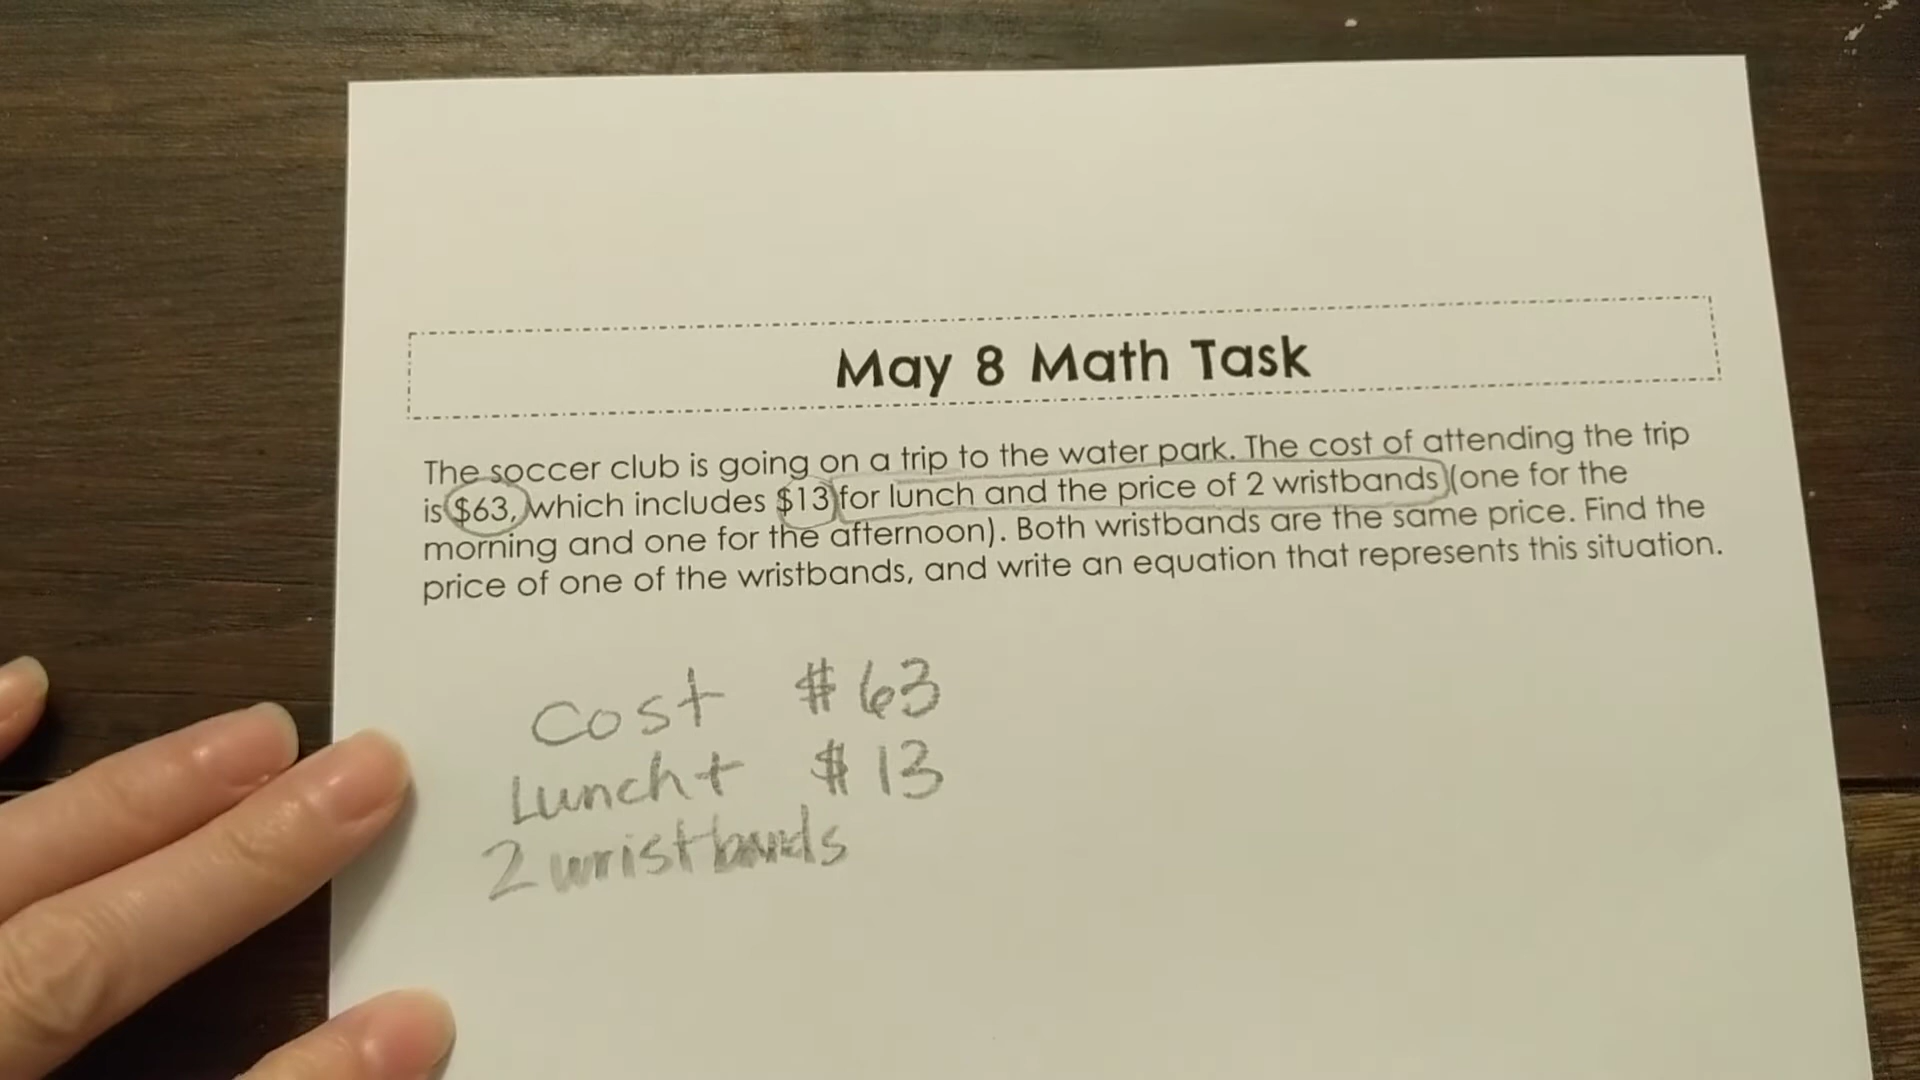 May 8 Math Task
The soccer club is going on a trip to the water park. The cost of attending the trip
is $63, which includes $13 for lunch and the price of 2 wristbands (one for the
morning and one for the afternoon). Both wristbands are the same price. Find the
price of one of the wristbands, and write an equation that represents this situation.
Cost $63
Lunch + $13
2 wristbands